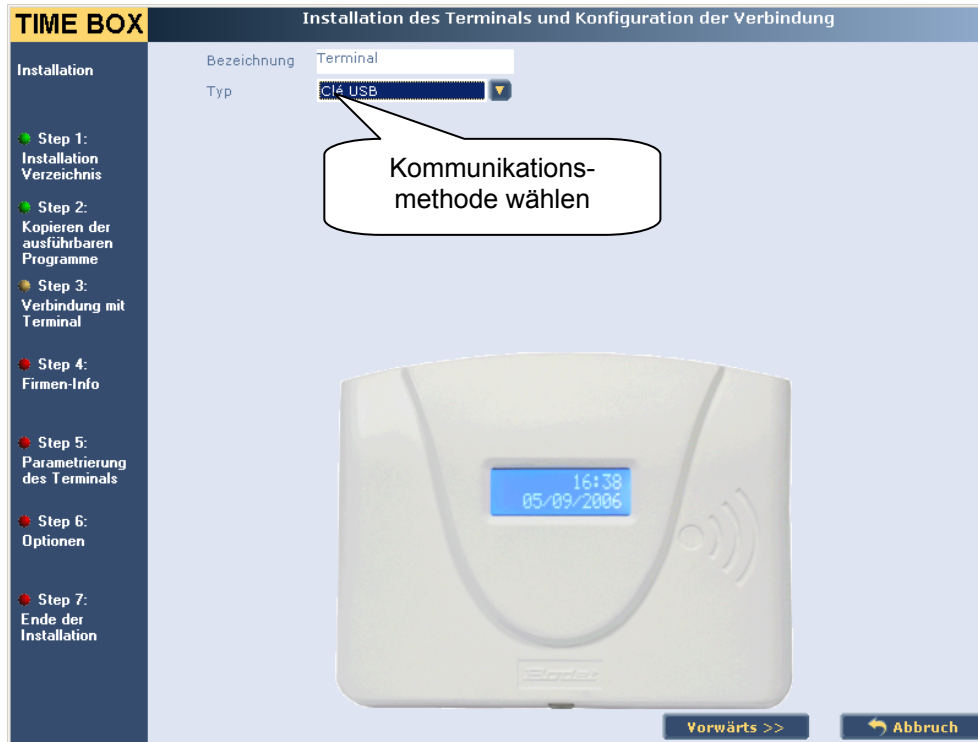 TIME BOX
Installation des Terminals und Konfiguration der Verbindung
Installation
Bezeichnung
Terminal
Typ
Clé USB
Kommunikations-
methode wählen
Step 1:
Installation
Verzeichnis
Step 2:
Kopieren der
ausführbaren
Programme
Step 3:
Verbindung mit
Terminal
Step 4:
Firmen-Info
Step 5:
Parametrierung
des Terminals
Step 6:
Optionen
Step 7:
Ende der
Installation
16:38
05/09/2006
Bodet
Vorwärts >>
Abbruch